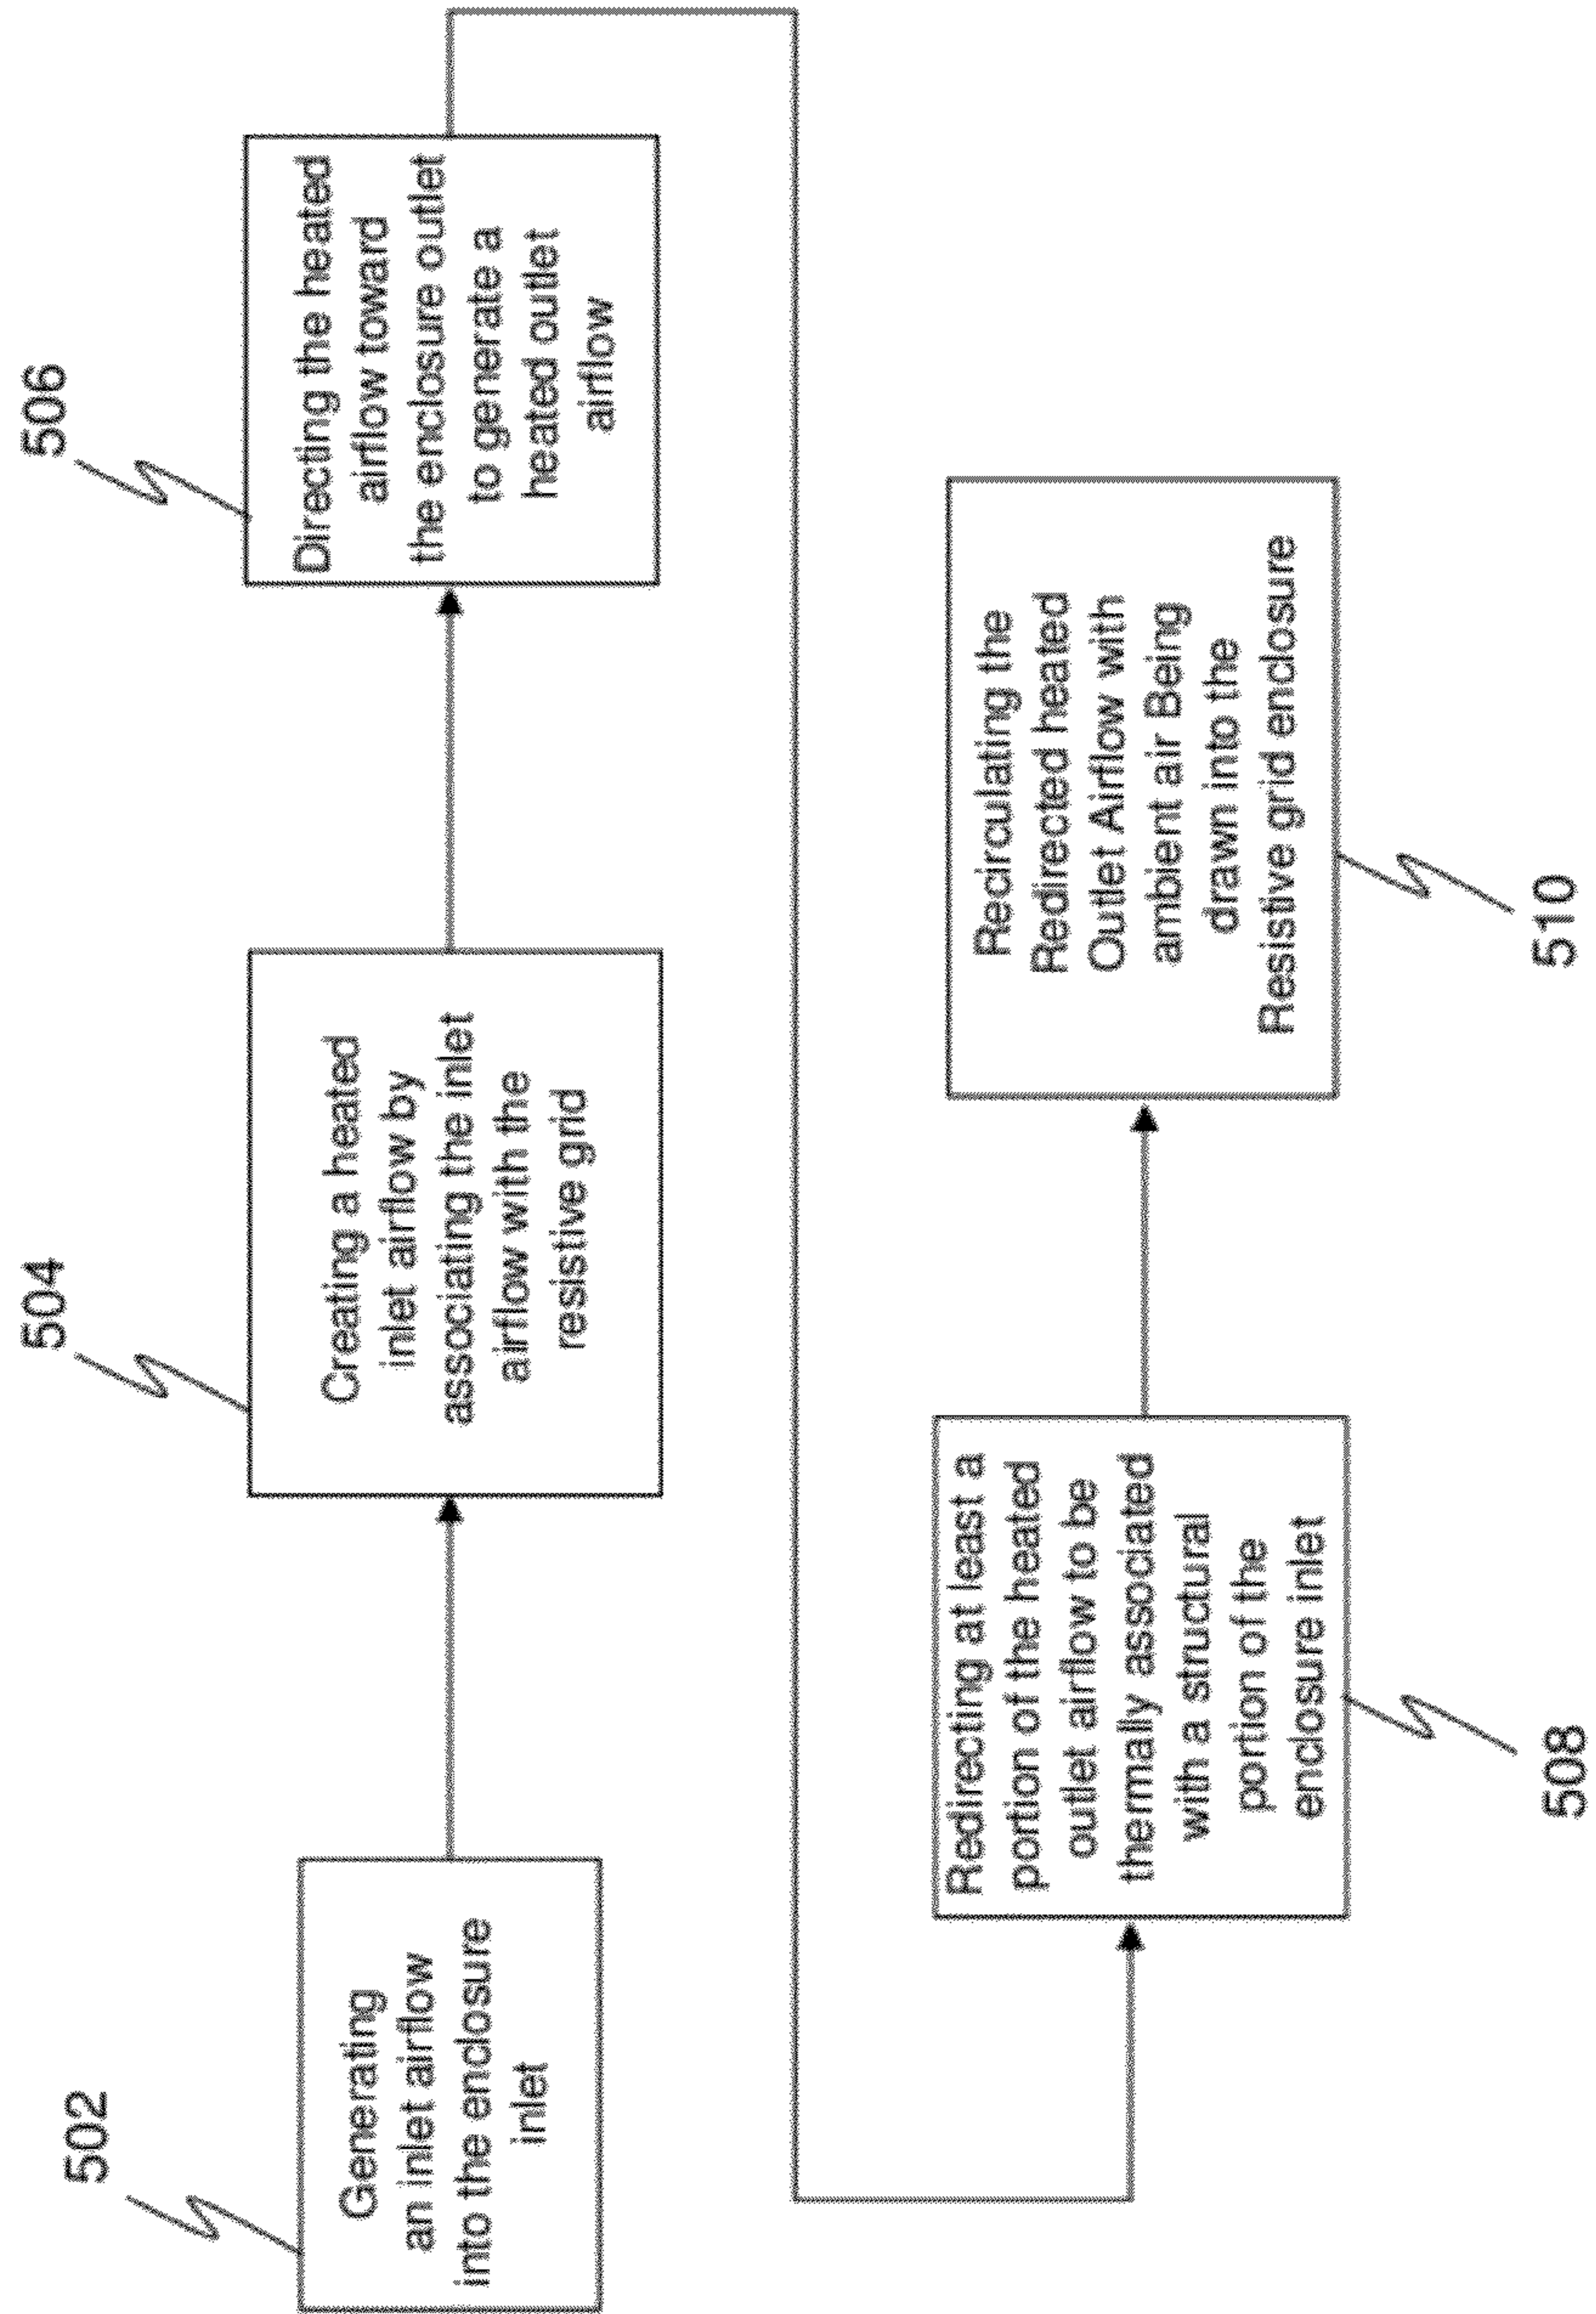 502
Generating
an inlet airflow
into the enclosure
inlet
504
Creating a heated
inlet airflow by
associating the inlet
airflow with the
resistive grid
506
Directing the heated
airflow toward
the enclosure outlet
to generate a
heated outlet
airflow
Redirecting at least a
portion of the heated
outlet airflow to be
thermally associated
with a structural
portion of the
enclosure inlet
508
Recirculating the
Redirected heated
Outlet Airflow with
ambient air Being
drawn into the
Resistive grid enclosure
510